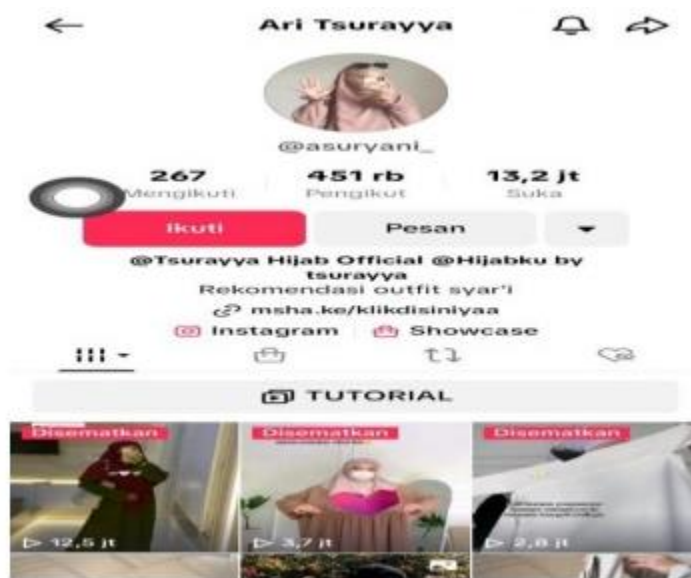 Ari Tsurayya
@asuryani_
267 451 rb 13,2 jt
Mengikuti Pengikut Suka
Ikuti Pesan
@Tsurayya Hijab Official @Hijabku by
tsurayya
Rekomendasi outfit syar'i
msha.ke/klikdisiniyaa
Instagram Showcase
TUTORIAL
Disematkan Disematkan Disematkan
12,5 jt 3,7 jt 2,8 jt